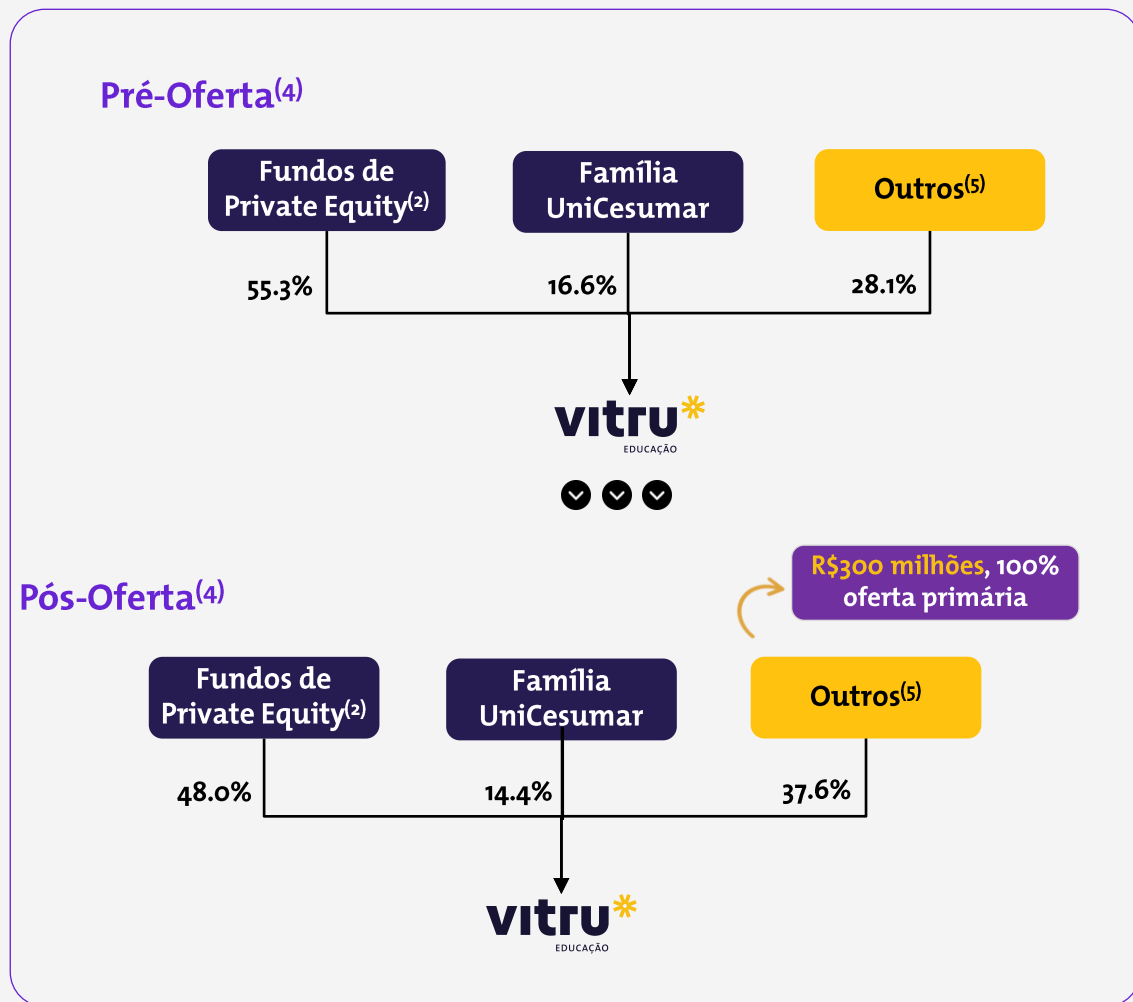 Pré-Oferta(4)
Fundos de
Private Equity(2)
Família
UniCesumar
Outros(5)
55.3%
16.6%
28.1%
vitru
EDUCAÇÃO
R$300 milhões, 100%
oferta primária
Pós-Oferta(4)
Fundos de
Private Equity(2)
Família
UniCesumar
Outros(5)
48.0%
14.4%
37.6%
vitru
EDUCAÇÃO